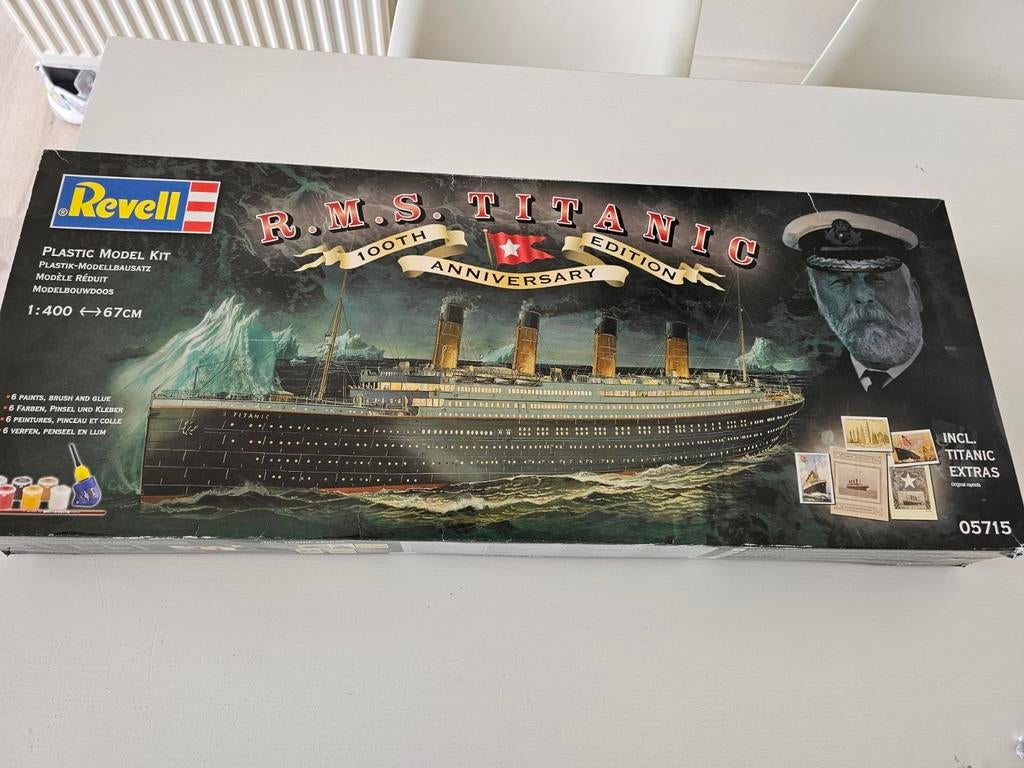 ® Revell
PLASTIC MODEL KIT
PLASTIK-MODELLBAUSATZ
MODÈLE RÉDUIT
MODELBOUWDOOS
1:400 ↔67CM
• 6 PAINTS, BRUSH AND GLUE
• 6 FARBEN, PINSEL UND KLEBER
• 6 PEINTURES, PINCEAU ET COLLE
6 VERFEN, PENSEEL EN LIJM
R.M.S. TITANIC
100TH ANNIVERSARY EDITION
TITANIC
INCL.
TITANIC
EXTRAS
Original reprints
05715